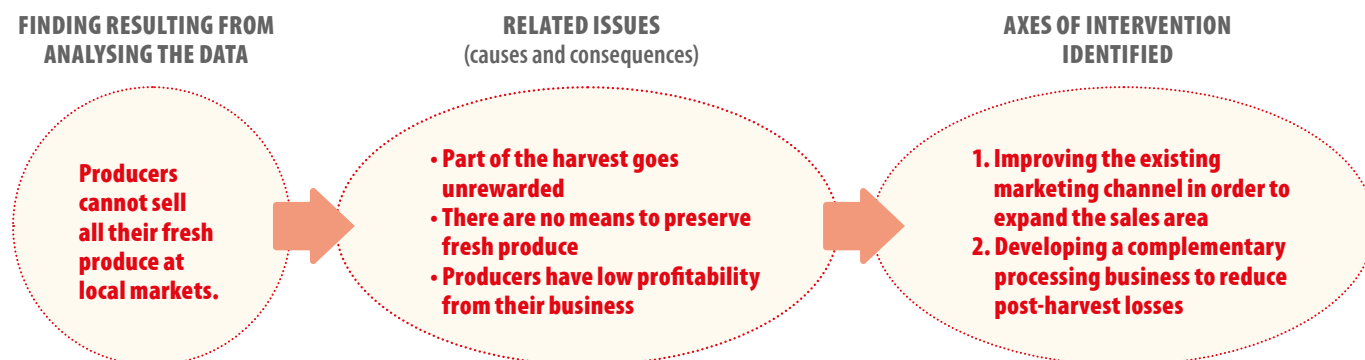 FINDING RESULTING FROM
ANALYSING THE DATA
Producers
cannot sell
all their fresh
produce at
local markets.
RELATED ISSUES
(causes and consequences)
• Part of the harvest goes
unrewarded
• There are no means to preserve
fresh produce
• Producers have low profitability
from their business
AXES OF INTERVENTION
IDENTIFIED
1. Improving the existing
marketing channel in order to
expand the sales area
2. Developing a complementary
processing business to reduce
post-harvest losses